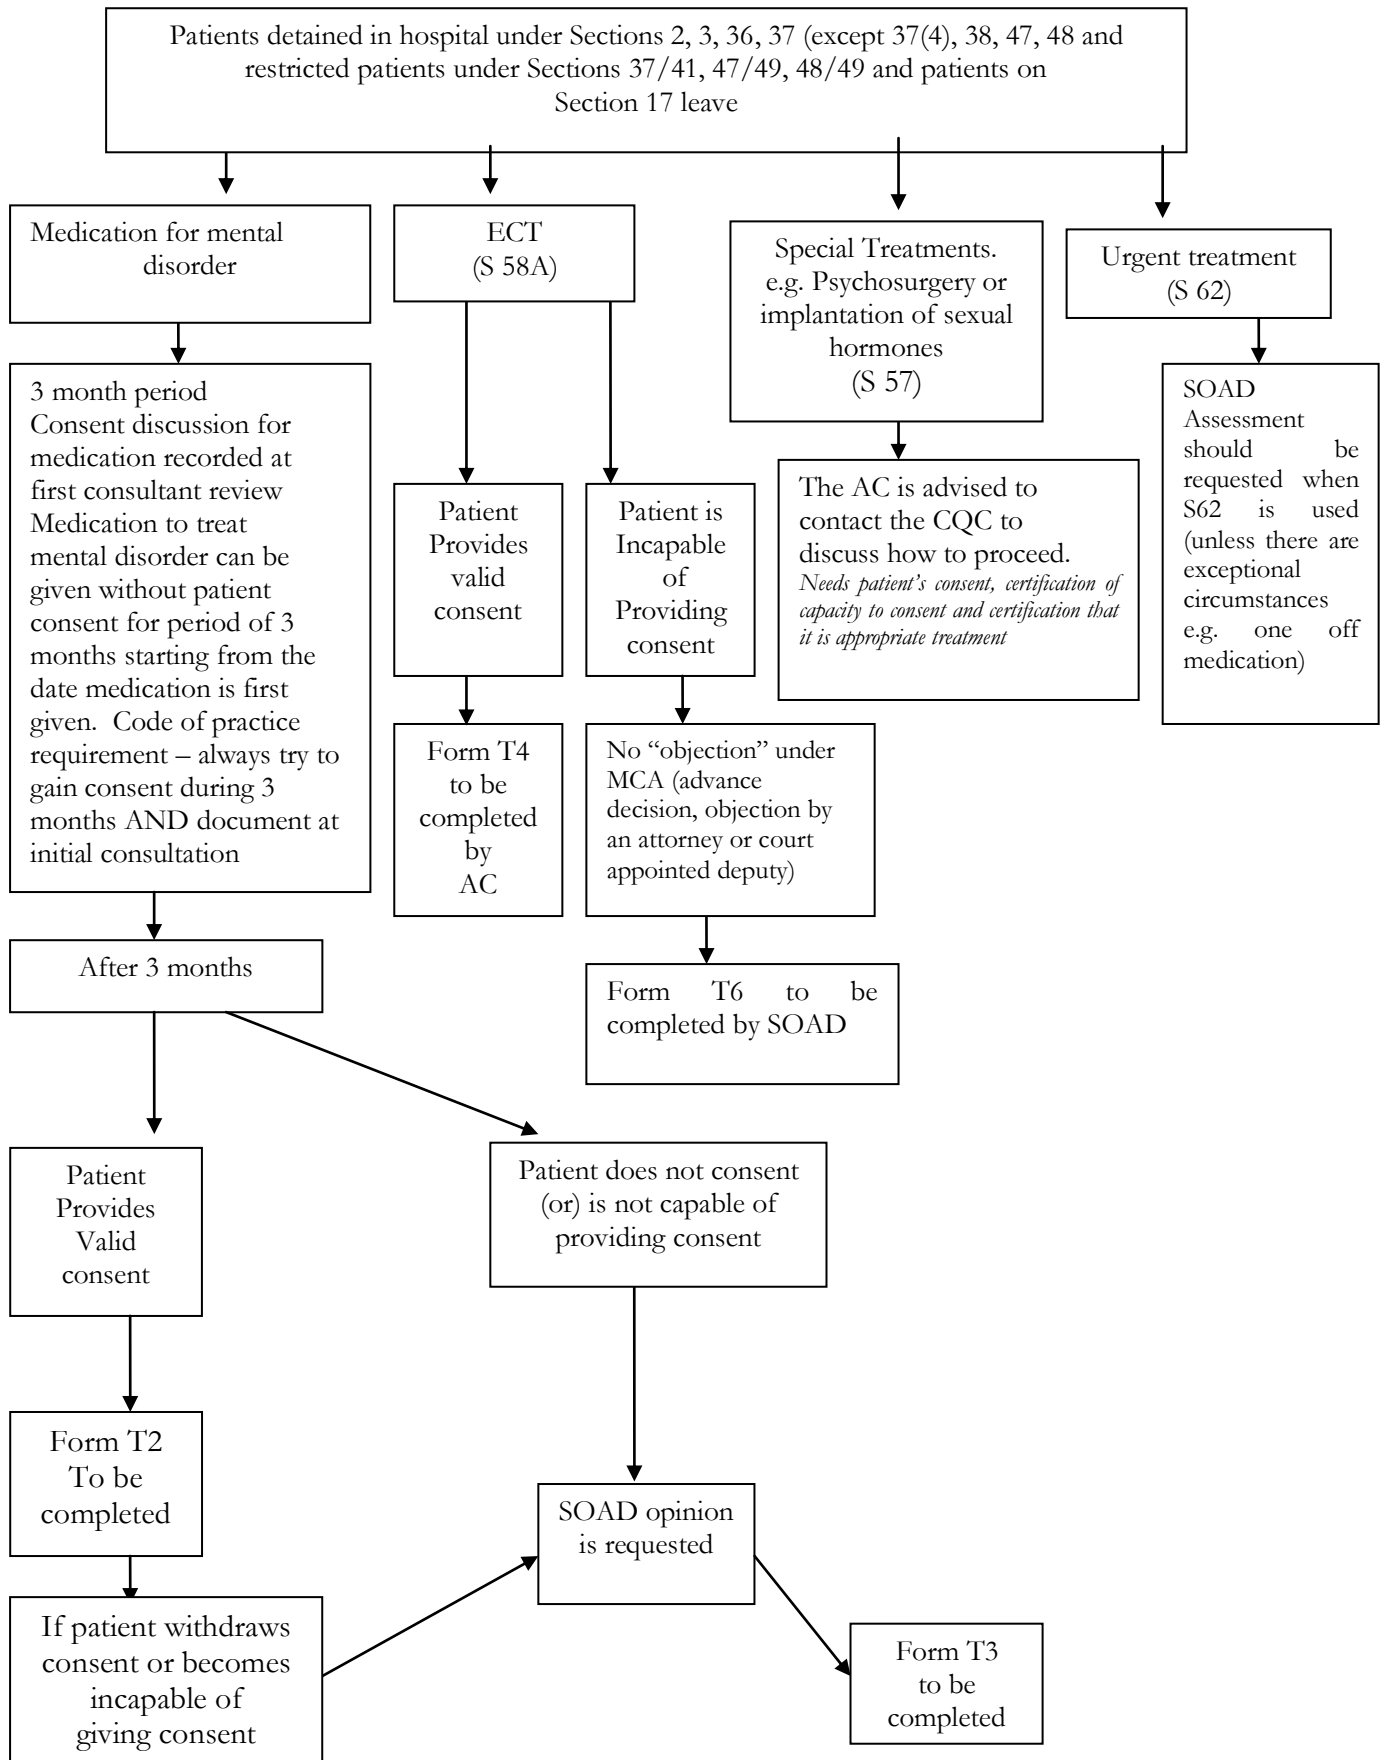 Patients detained in hospital under Sections 2, 3, 36, 37 (except 37(4), 38, 47, 48 and
restricted patients under Sections 37/41, 47/49, 48/49 and patients on
Section 17 leave
Medication for mental
disorder
ECT
(S 58A)
Special Treatments.
e.g. Psychosurgery or
implantation of sexual
hormones
(S 57)
Urgent treatment
(S 62)
3 month period
Consent discussion for
medication recorded at
first consultant review
Medication to treat
mental disorder can be
given without patient
consent for period of 3
months starting from the
date medication is first
given. Code of practice
requirement – always try to
gain consent during 3
months AND document at
initial consultation
Patient
Provides
valid
consent
Patient is
Incapable
of
Providing
consent
The AC is advised to
contact the CQC to
discuss how to proceed.
Needs patient's consent, certification of
capacity to consent and certification that
it is appropriate treatment
SOAD
Assessment
should be
requested when
S62 is used
(unless there are
exceptional
circumstances
e.g. one off
medication)
Form T4
to be
completed
by
AC
No “objection” under
MCA (advance
decision, objection by
an attorney or court
appointed deputy)
After 3 months
Form T6 to be
completed by SOAD
Patient
Provides
Valid
consent
Patient does not consent
(or) is not capable of
providing consent
Form T2
To be
completed
SOAD opinion
is requested
If patient withdraws
consent or becomes
incapable of
giving consent
Form T3
to be
completed